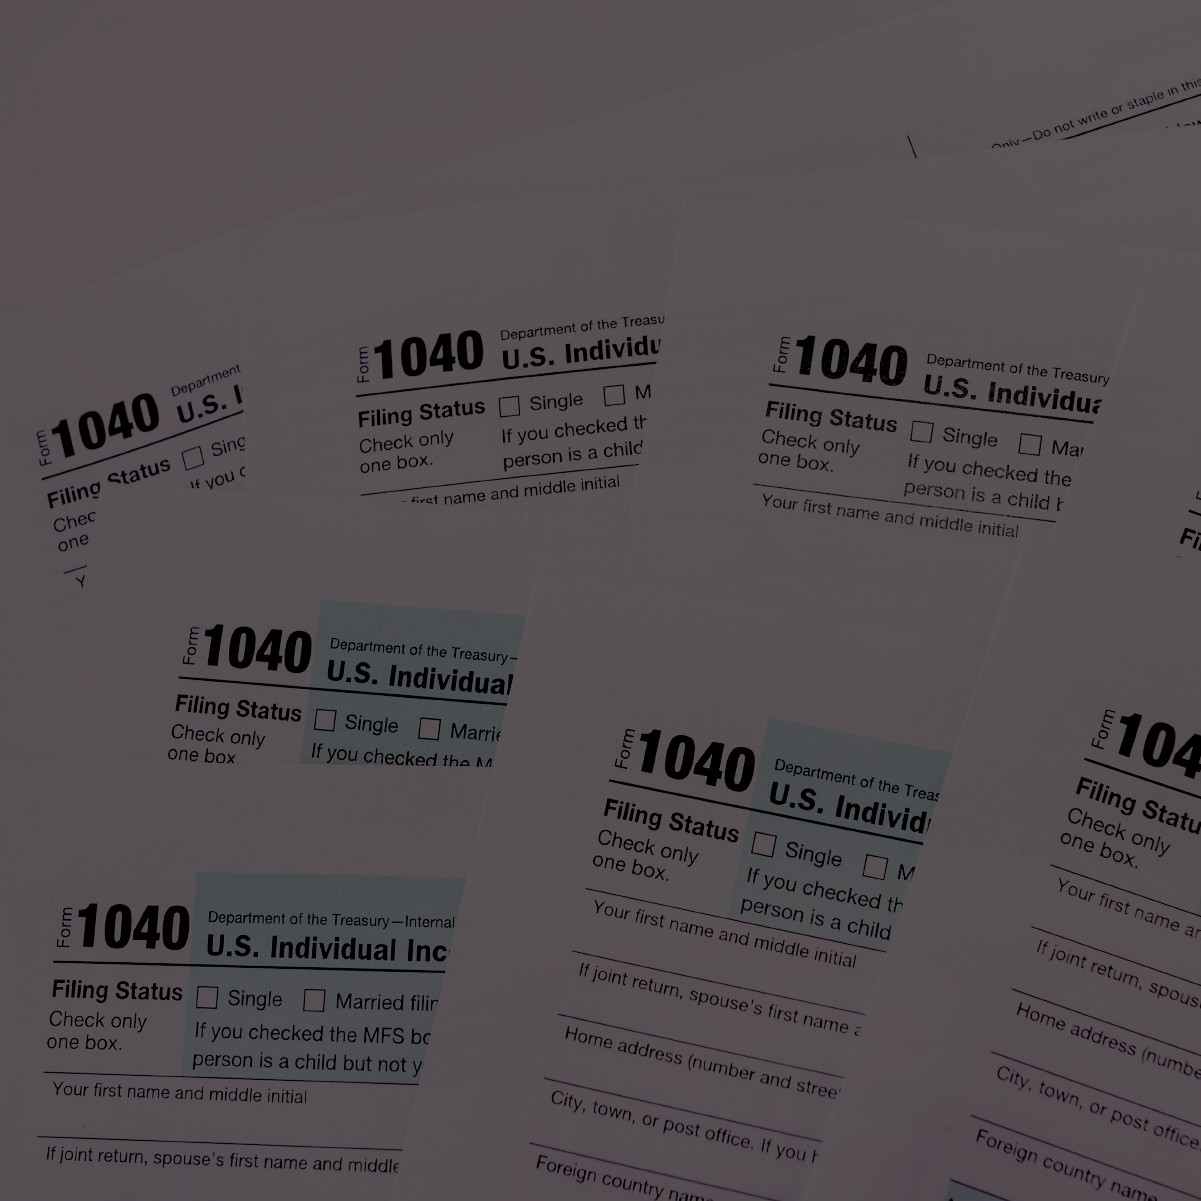 Only—Do not write or staple in this
Form 1040
Department
U.S. I
Filing Status
Sing
Chec
If you c
one
Y
Form 1040
Department of the Treasu
U.S. Individu
Filing Status
Single
M
Check only
one box.
If you checked th
person is a child
first name and middle initial
Form 1040
Department of the Treasury
U.S. Individua
Filing Status
Single
Mar
Check only
one box.
If you checked the
person is a child b
Your first name and middle initial
Fi
Form 1040
Department of the Treasury—
U.S. Individual
Filing Status
Single
Marrie
Check only
one box.
If you checked the M
Form 1040
Department of the Treas
U.S. Individ
Filing Status
Single
M
Check only
one box.
If you checked th
person is a child
Your first name and middle initial
If joint return, spouse's first name a
Home address (number and street
City, town, or post office. If you h
Foreign country name
Form 104
Filing Statu
Check only
one box.
Your first name an
If joint return, spous
Home address (numbe
City, town, or post office
Foreign country name
Form 1040
Department of the Treasury—Internal
U.S. Individual Inc
Filing Status
Single
Married filin
Check only
one box.
If you checked the MFS bo
person is a child but not y
Your first name and middle initial
If joint return, spouse's first name and middle